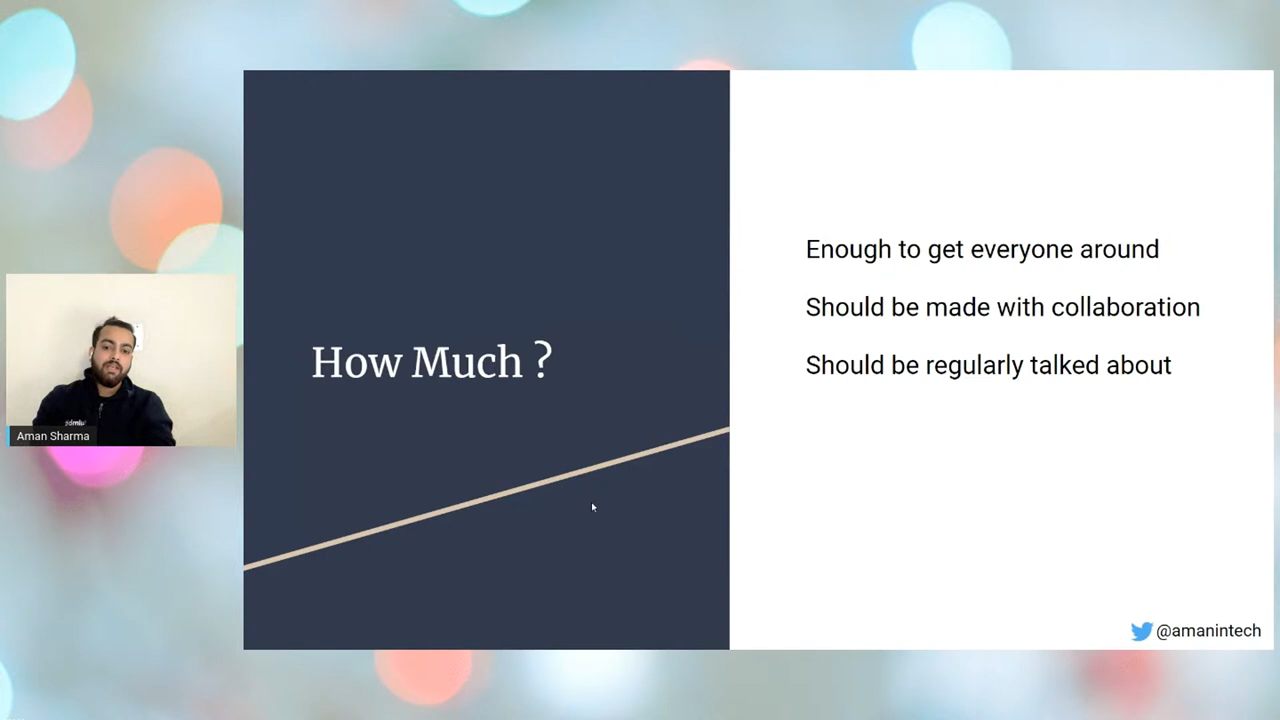 How Much ?
Enough to get everyone around
Should be made with collaboration
Should be regularly talked about
Aman Sharma
@amanintech